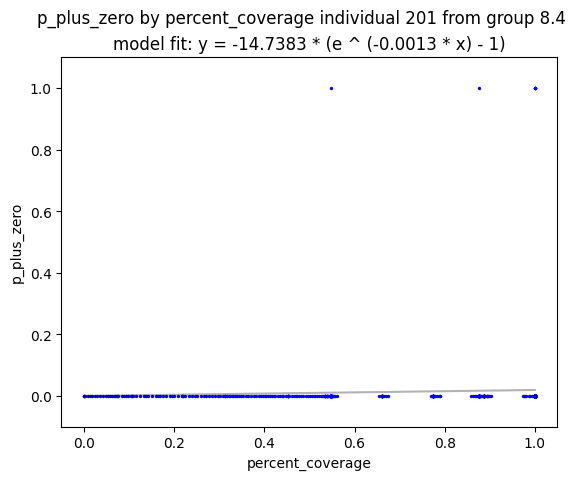 p_plus_zero by percent_coverage individual 201 from group 8.4
model fit: y = -14.7383 * (e ^ (-0.0013 * x) - 1)
1.0
0.8
0.6
0.4
0.2
0.0
p_plus_zero
0.0 0.2 0.4 0.6 0.8 1.0
percent_coverage